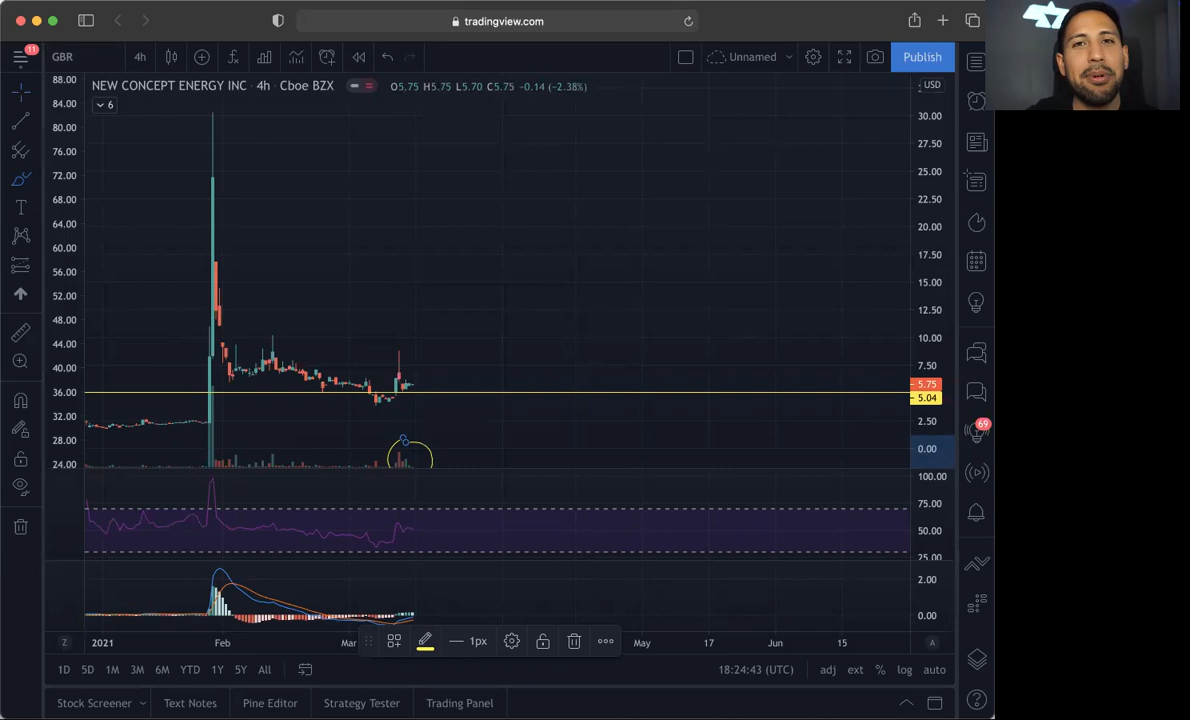 tradingview.com
11
GBR
4h
Unnamed
Publish
NEW CONCEPT ENERGY INC · 4h · Cboe BZX
O5.75 H5.75 L5.70 C5.75 -0.14 (-2.38%)
6
USD
88.00
84.00
80.00
76.00
72.00
68.00
64.00
60.00
56.00
52.00
48.00
44.00
40.00
36.00
32.00
28.00
24.00
30.00
27.50
25.00
22.50
20.00
17.50
15.00
12.50
10.00
7.50
5.75
5.04
2.50
0.00
69
100.00
75.00
50.00
25.00
2.00
0.00
Z
2021
Feb
Mar
May
17
Jun
15
A
1px
1D 5D 1M 3M 6M YTD 1Y 5Y All
18:24:43 (UTC)
adj ext % log auto
Stock Screener
Text Notes
Pine Editor
Strategy Tester
Trading Panel